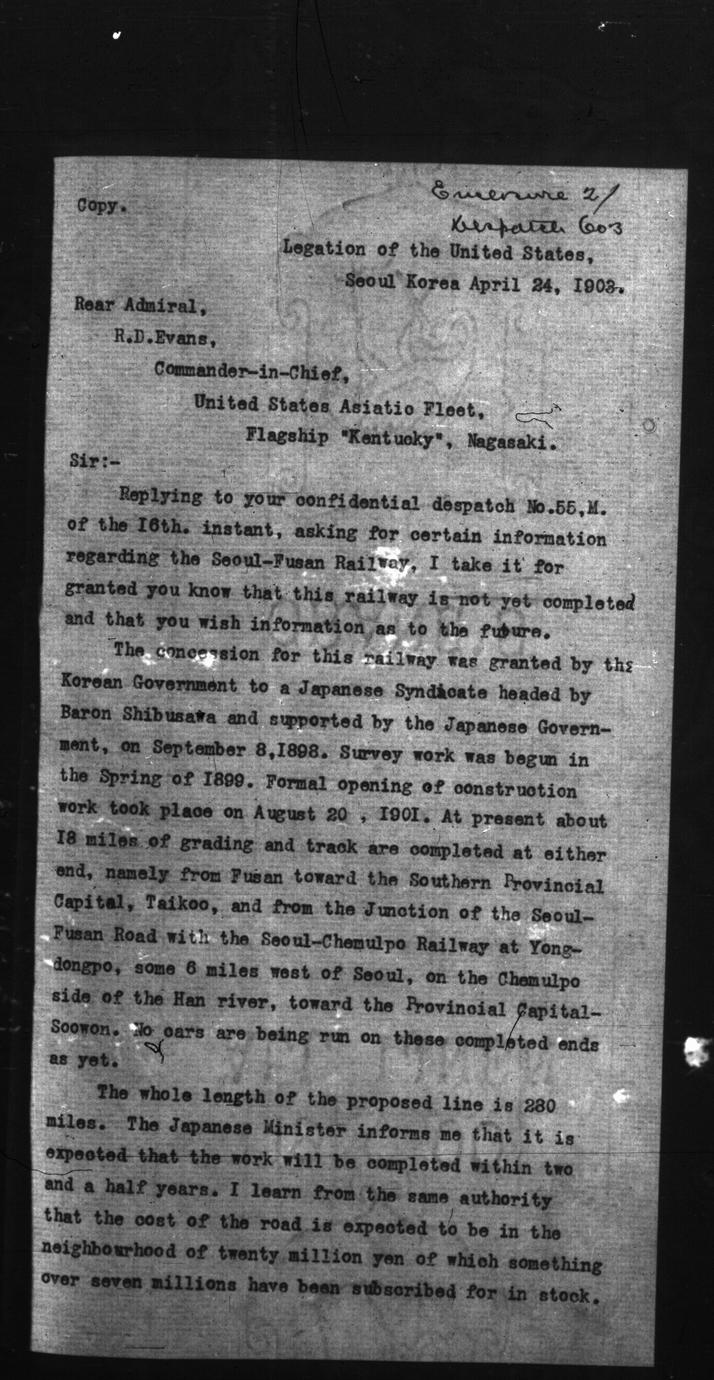 Enclosure 2/
Copy.
Despatch 603
Legation of the United States,
Seoul Korea April 24, 1903.
Rear Admiral,
R.D.Evans,
Commander-in-Chief,
United States Asiatic Fleet,
Flagship "Kentucky", Nagasaki.
Sir:-
Replying to your confidential despatch No.55,M.
of the 16th. instant, asking for certain information
regarding the Seoul-Fusan Railway, I take it for
granted you know that this railway is not yet completed
and that you wish information as to the future.
The concession for this railway was granted by the
Korean Government to a Japanese Syndicate headed by
Baron Shibusawa and supported by the Japanese Govern-
ment, on September 8,1898. Survey work was begun in
the Spring of 1899. Formal opening of construction
work took place on August 20 , 1901. At present about
18 miles of grading and track are completed at either
end, namely from Fusan toward the Southern Provincial
Capital, Taikoo, and from the Junction of the Seoul-
Fusan Road with the Seoul-Chemulpo Railway at Yong-
dongpo, some 6 miles west of Seoul, on the Chemulpo
side of the Han river, toward the Provincial Capital-
Soowon. No cars are being run on these completed ends
as yet.
The whole length of the proposed line is 280
miles. The Japanese Minister informs me that it is
expected that the work will be completed within two
and a half years. I learn from the same authority
that the cost of the road is expected to be in the
neighbourhood of twenty million yen of which something
over seven millions have been subscribed for in stock.